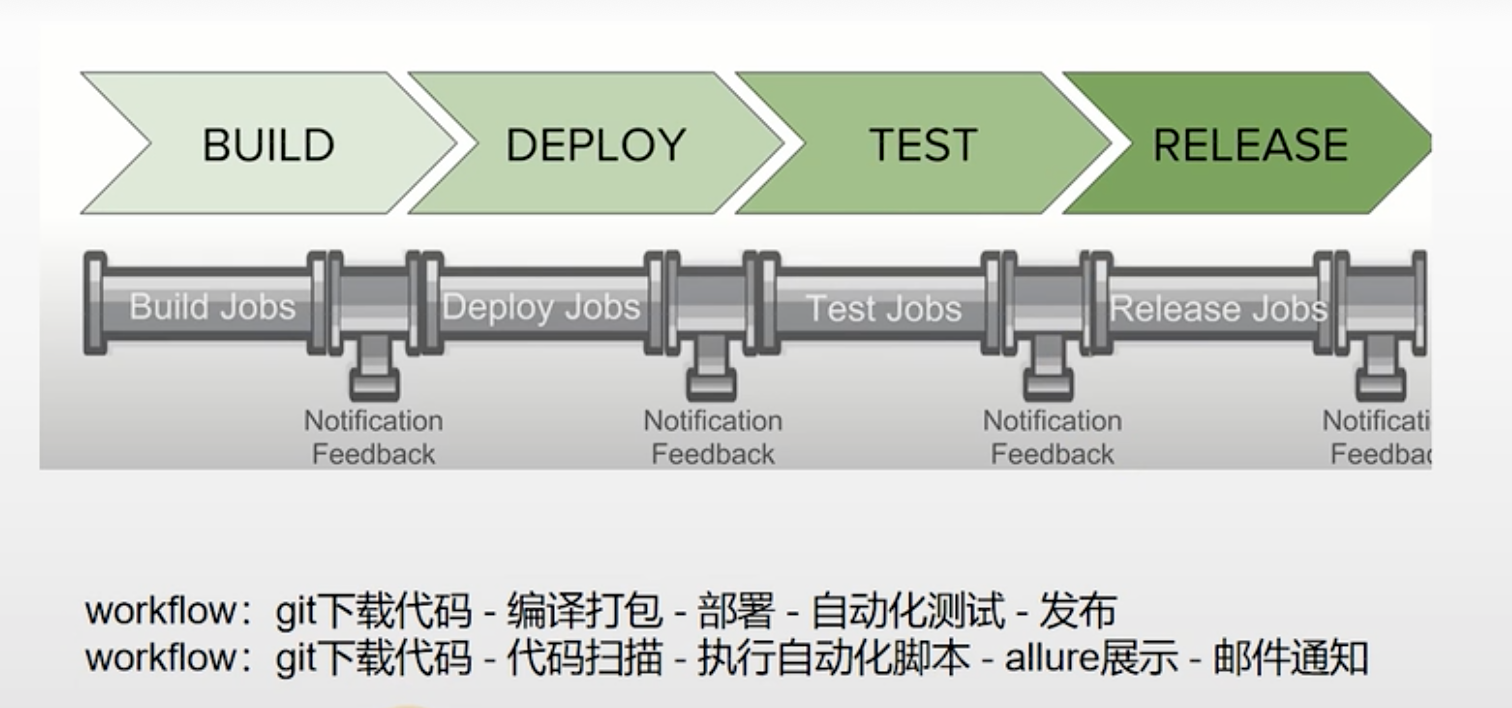 BUILD DEPLOY TEST RELEASE
Build Jobs Deploy Jobs Test Jobs Release Jobs
Notification Notification Notification Notificati
Feedback Feedback Feedback Feedbac
workflow：git下载代码 - 编译打包 - 部署 - 自动化测试 - 发布
workflow：git下载代码 - 代码扫描 - 执行自动化脚本 - allure展示 - 邮件通知